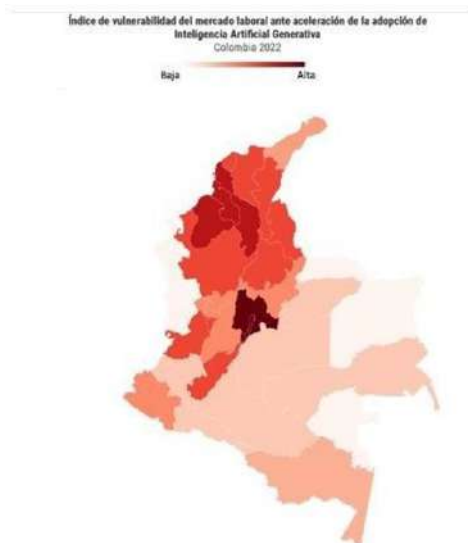 Índice de vulnerabilidad del mercado laboral ante aceleración de la adopción de
Inteligencia Artificial Generativa
Colombia 2022
Baja Alta